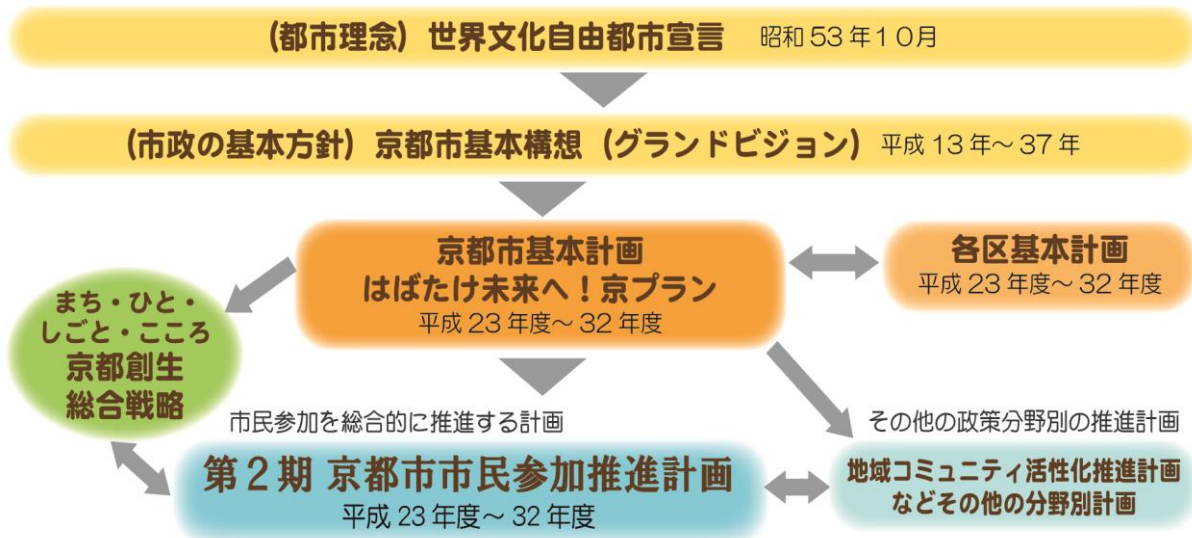 (都市理念) 世界文化自由都市宣言 昭和53年10月
(市政の基本方針) 京都市基本構想 (グランドビジョン) 平成13年～37年
京都市基本計画
はばたけ未来へ！京プラン
平成23年度～32年度
各区基本計画
平成23年度～32年度
まち・ひと・
しごと・こころ
京都創生
総合戦略
市民参加を総合的に推進する計画
第2期 京都市市民参加推進計画
平成23年度～32年度
その他の政策分野別の推進計画
地域コミュニティ活性化推進計画
などその他の分野別計画